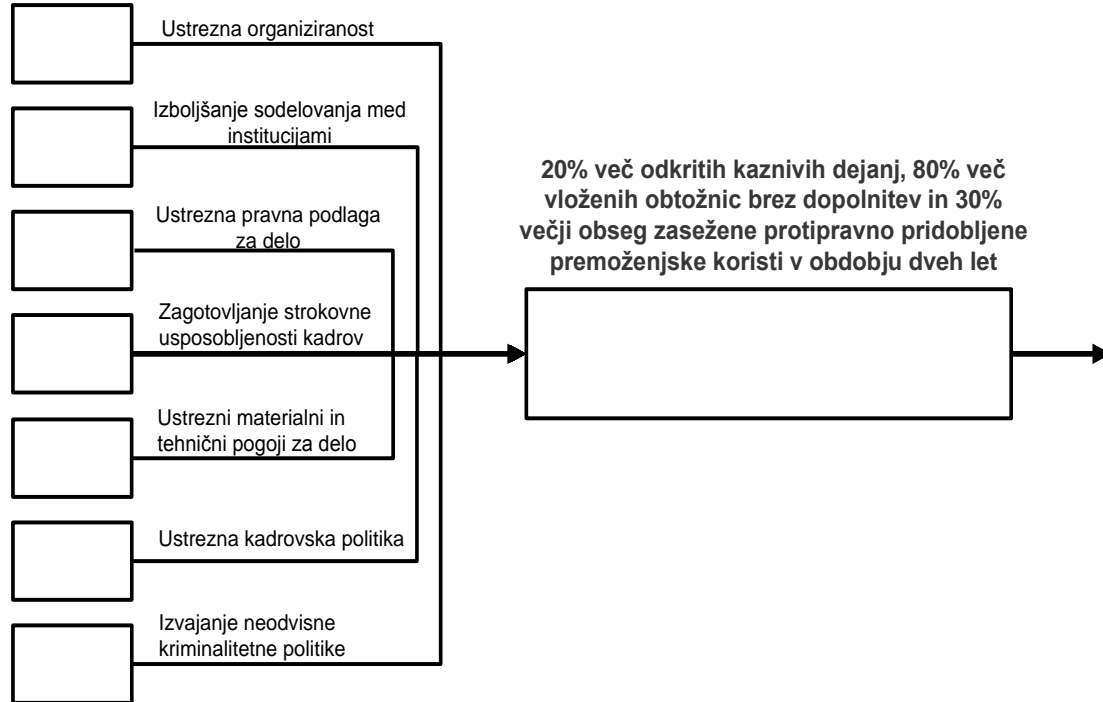 Ustrezna organiziranost
Izboljšanje sodelovanja med
institucijami
Ustrezna pravna podlaga
za delo
Zagotovljanje strokovne
usposobljenosti kadrov
Ustrezni materialni in
tehnični pogoji za delo
Ustrezna kadrovska politika
Izvajanje neodvisne
kriminalitetne politike
20% več odkritih kaznivih dejanj, 80% več
vloženih obtožnic brez dopolnitev in 30%
večji obseg zasežene protipravno pridobljene
premoženjske koristi v obdobju dveh let